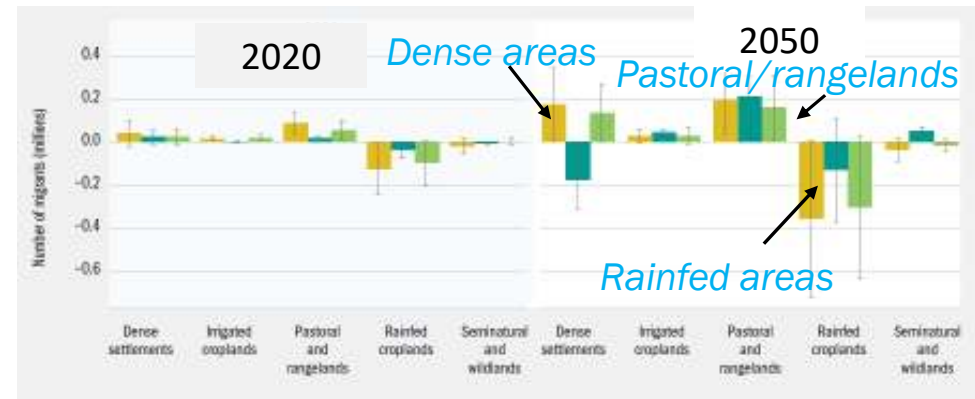 2020
Dense areas
2050
Pastoral/rangelands
Number of migrants (millions)
0.4
0.2
0.0
−0.2
−0.4
−0.6
Rainfed areas
Dense
settlements
Irrigated
croplands
Pastoral
and
rangelands
Rainfed
croplands
Seminatural
and
wildlands
Dense
settlements
Irrigated
croplands
Pastoral
and
rangelands
Rainfed
croplands
Seminatural
and
wildlands